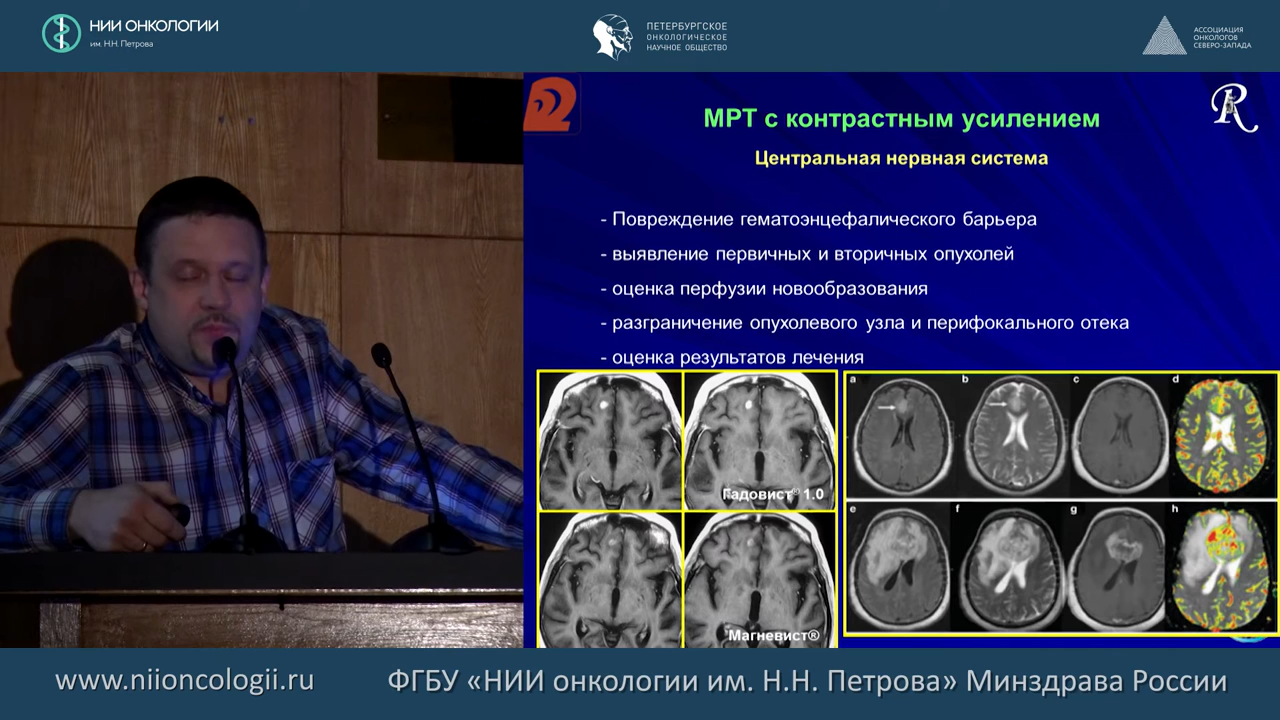 НИИ ОНКОЛОГИИ
им. Н.Н. Петрова
ПЕТЕРБУРГСКОЕ
ОНКОЛОГИЧЕСКОЕ
НАУЧНОЕ ОБЩЕСТВО
АССОЦИАЦИЯ
ОНКОЛОГОВ
СЕВЕРО-ЗАПАДА
R
МРТ с контрастным усилением
Центральная нервная система
- Повреждение гематоэнцефалического барьера
- выявление первичных и вторичных опухолей
- оценка перфузии новообразования
- разграничение опухолевого узла и перифокального отека
- оценка результатов лечения
a b c d
Гадовист® 1.0
e f g h
Магневист®
www.niioncologii.ru
ФГБУ «НИИ онкологии им. Н.Н. Петрова» Минздрава России